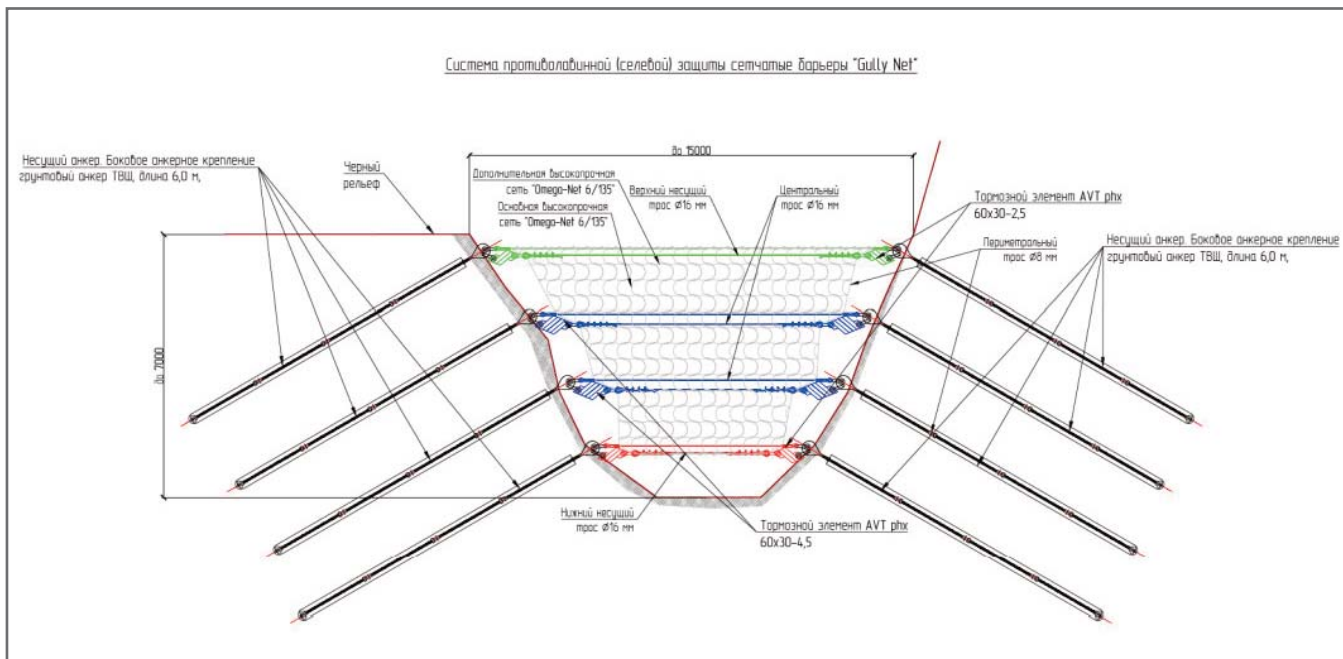 Система противолавинной (селевой) защиты сетчатые барьеры "Gully Net"
до 15000
Несущий анкер. Боковое анкерное крепление
грунтовый анкер ТВШ, длина 6,0 м,
Черный
рельеф
Дополнительная высокопрочная
сеть "Omega-Net 6/135"
Основная высокопрочная
сеть "Omega-Net 6/135"
Верхний несущий
трос Ø16 мм
Центральный
трос Ø16 мм
Тормозной элемент AVT phx
60x30-2,5
Периметральный
трос Ø8 мм
Несущий анкер. Боковое анкерное крепление
грунтовый анкер ТВШ, длина 6,0 м,
до 7000
Нижний несущий
трос Ø16 мм
Тормозной элемент AVT phx
60x30-4,5